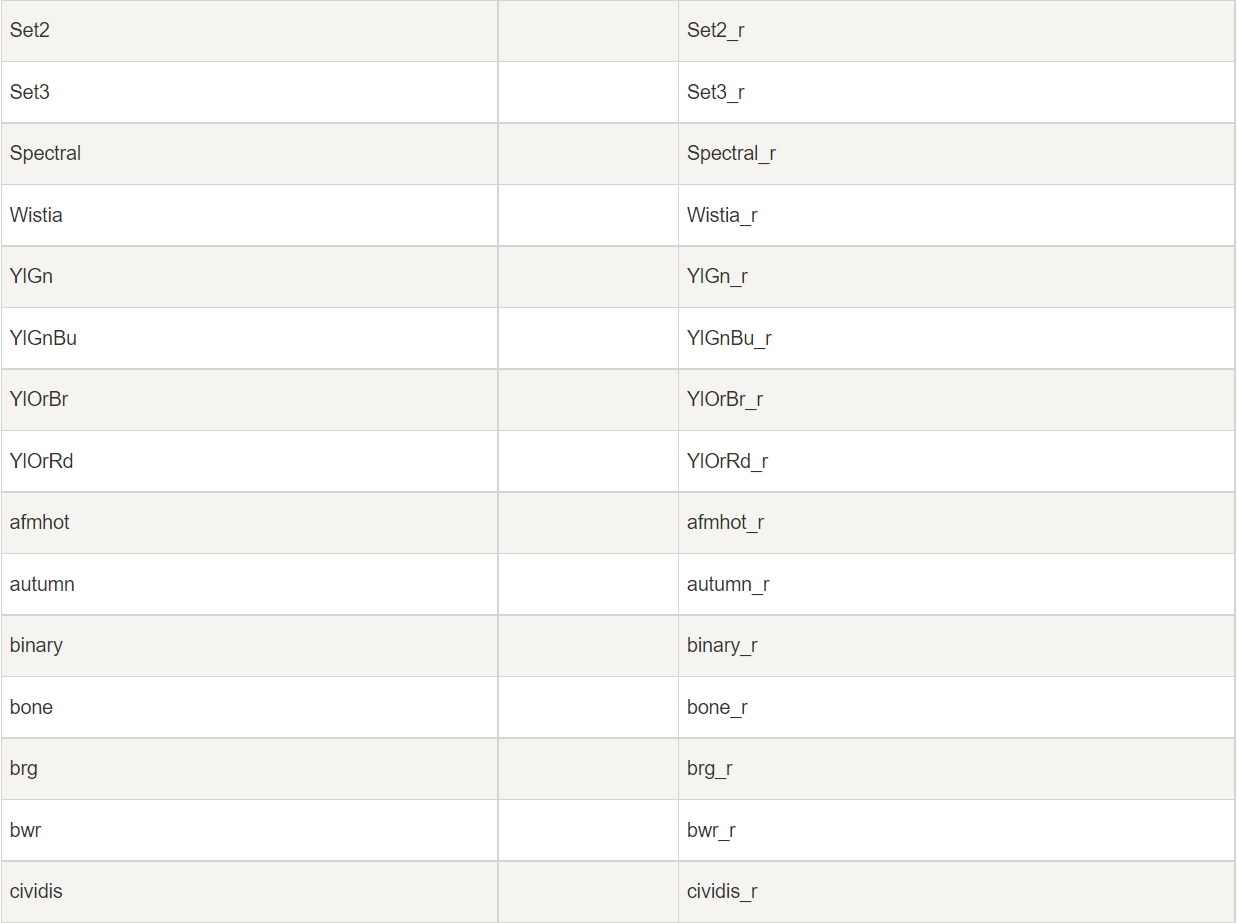 Set2 Set2_r
Set3 Set3_r
Spectral Spectral_r
Wistia Wistia_r
YlGn YlGn_r
YlGnBu YlGnBu_r
YlOrBr YlOrBr_r
YlOrRd YlOrRd_r
afmhot afmhot_r
autumn autumn_r
binary binary_r
bone bone_r
brg brg_r
bwr bwr_r
cividis cividis_r